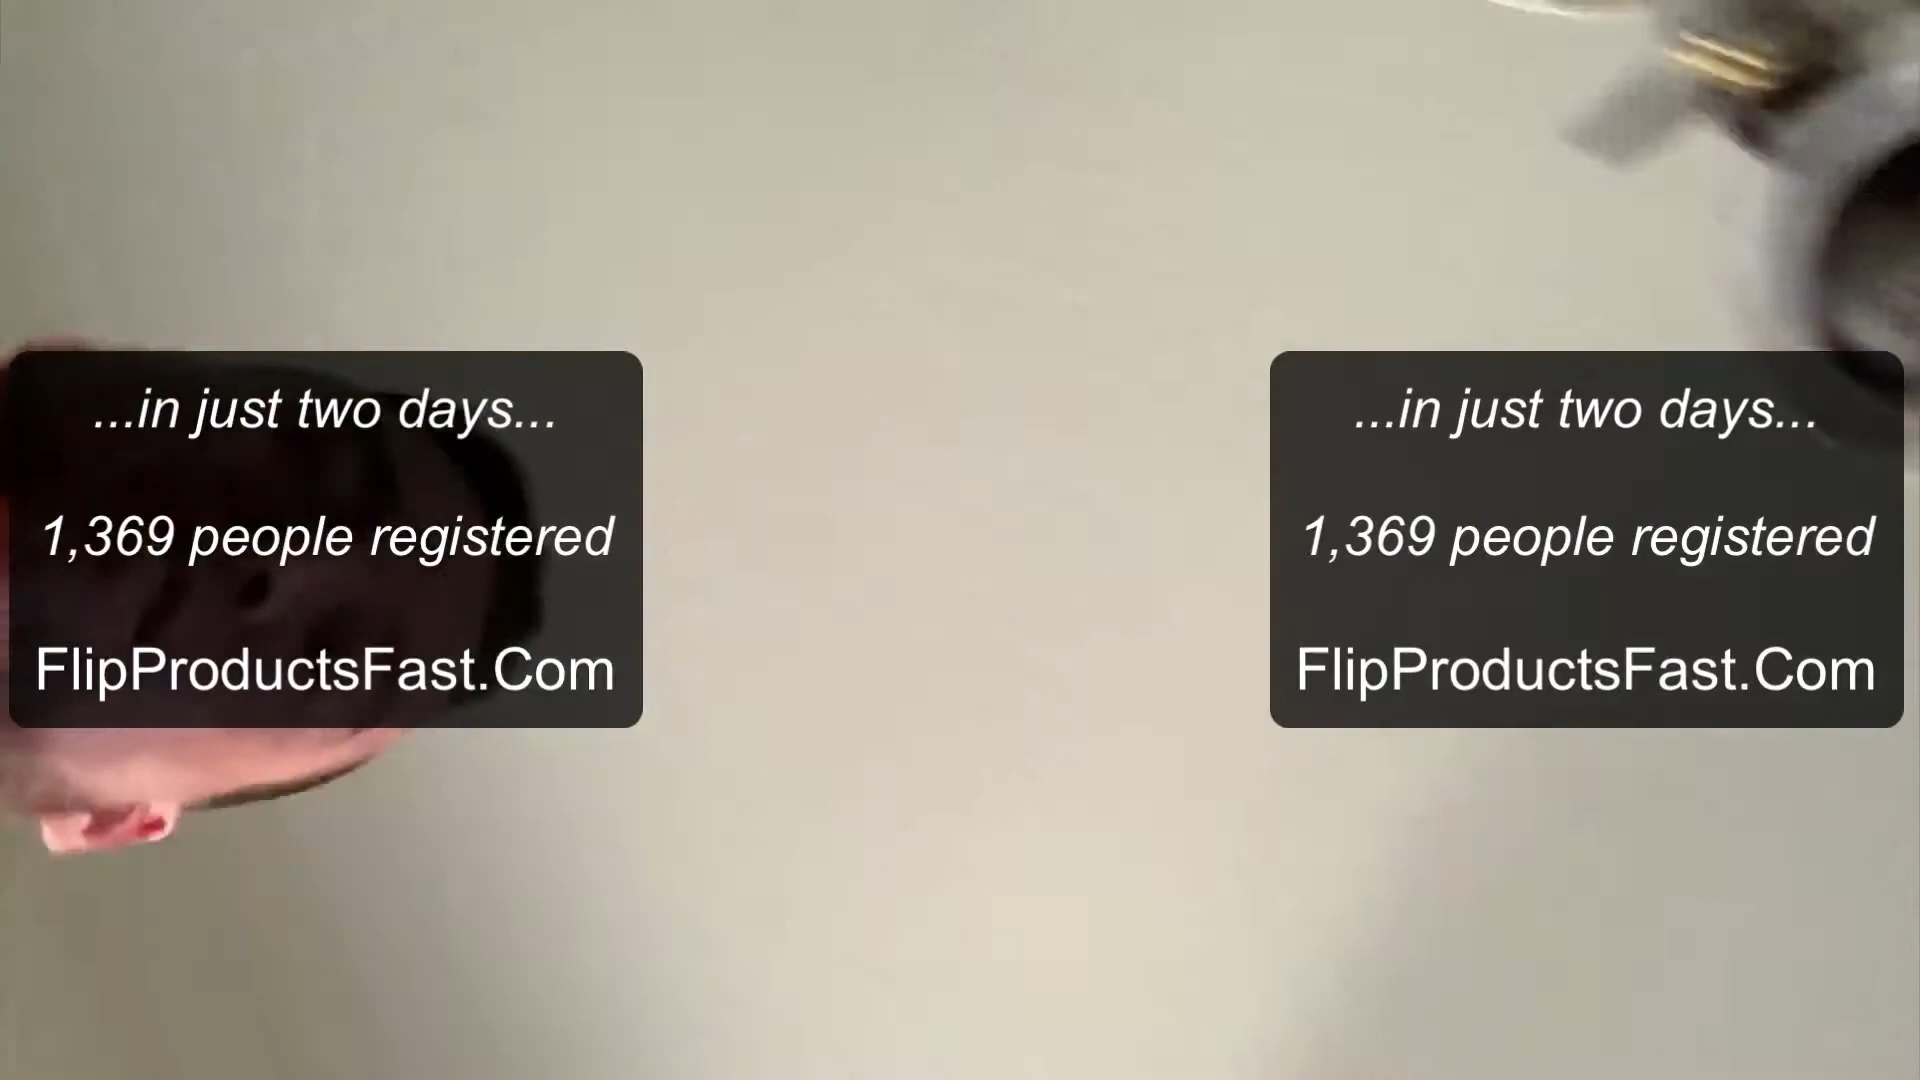 ...in just two days...
1,369 people registered
FlipProductsFast.Com
...in just two days...
1,369 people registered
FlipProductsFast.Com